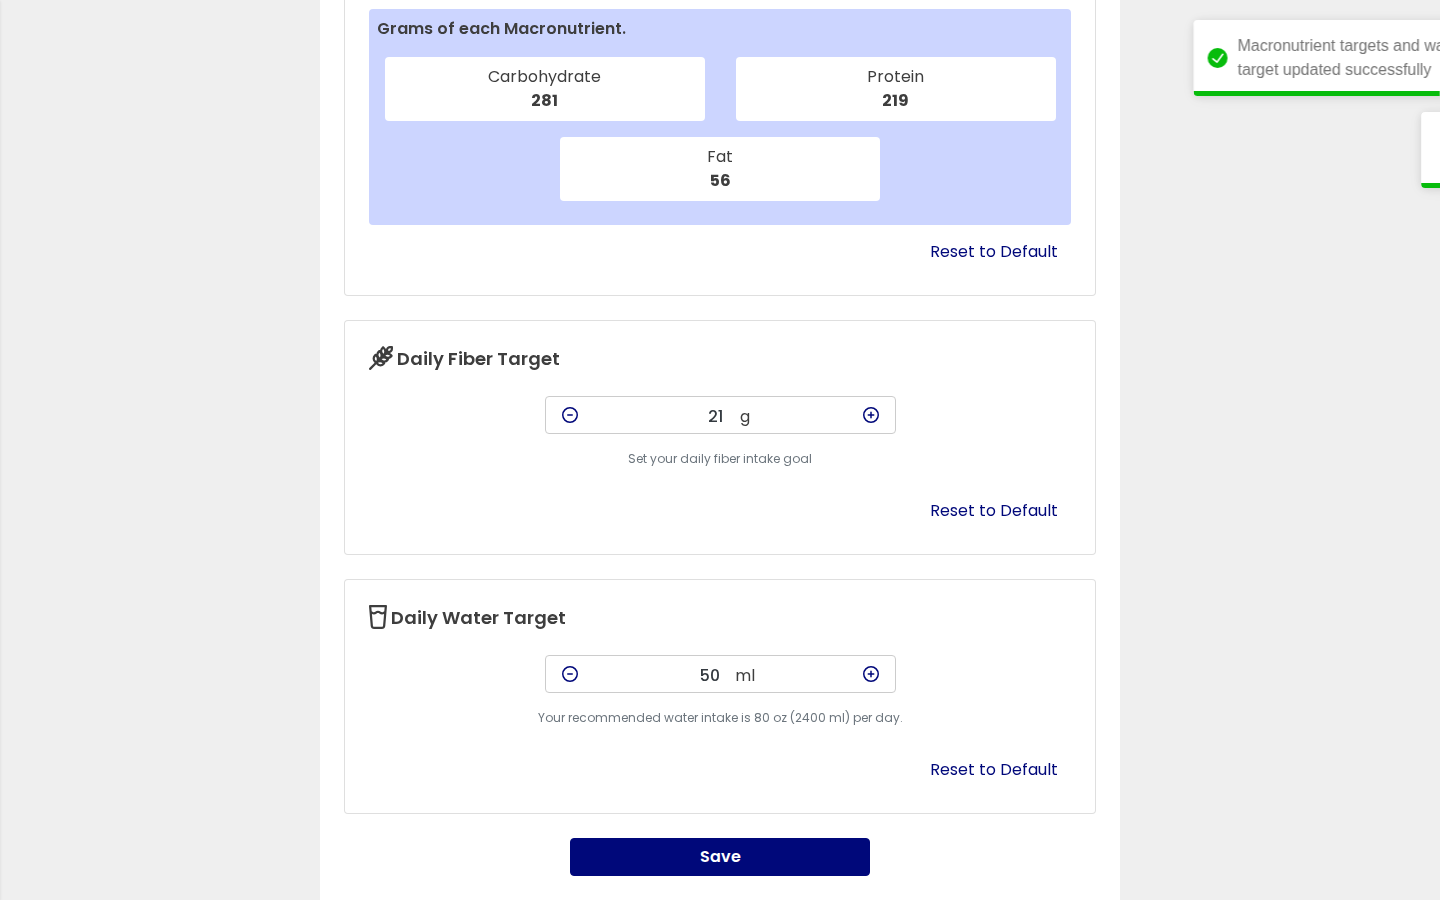 Grams of each Macronutrient.
Carbohydrate
281
Protein
219
Fat
56
Reset to Default
Daily Fiber Target
21 g
Set your daily fiber intake goal
Reset to Default
Daily Water Target
50 ml
Your recommended water intake is 80 oz (2400 ml) per day.
Reset to Default
Save
Macronutrient targets and
target updated successfully